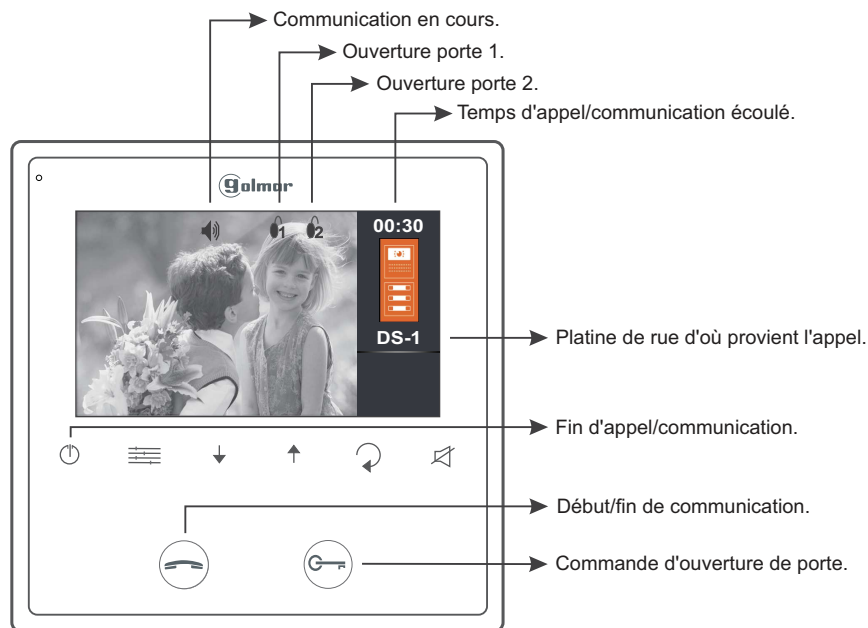 Communication en cours.
Ouverture porte 1.
Ouverture porte 2.
Temps d'appel/communication écoulé.
golmar
1
2
00:30
DS-1
Platine de rue d'où provient l'appel.
Fin d'appel/communication.
Début/fin de communication.
Commande d'ouverture de porte.